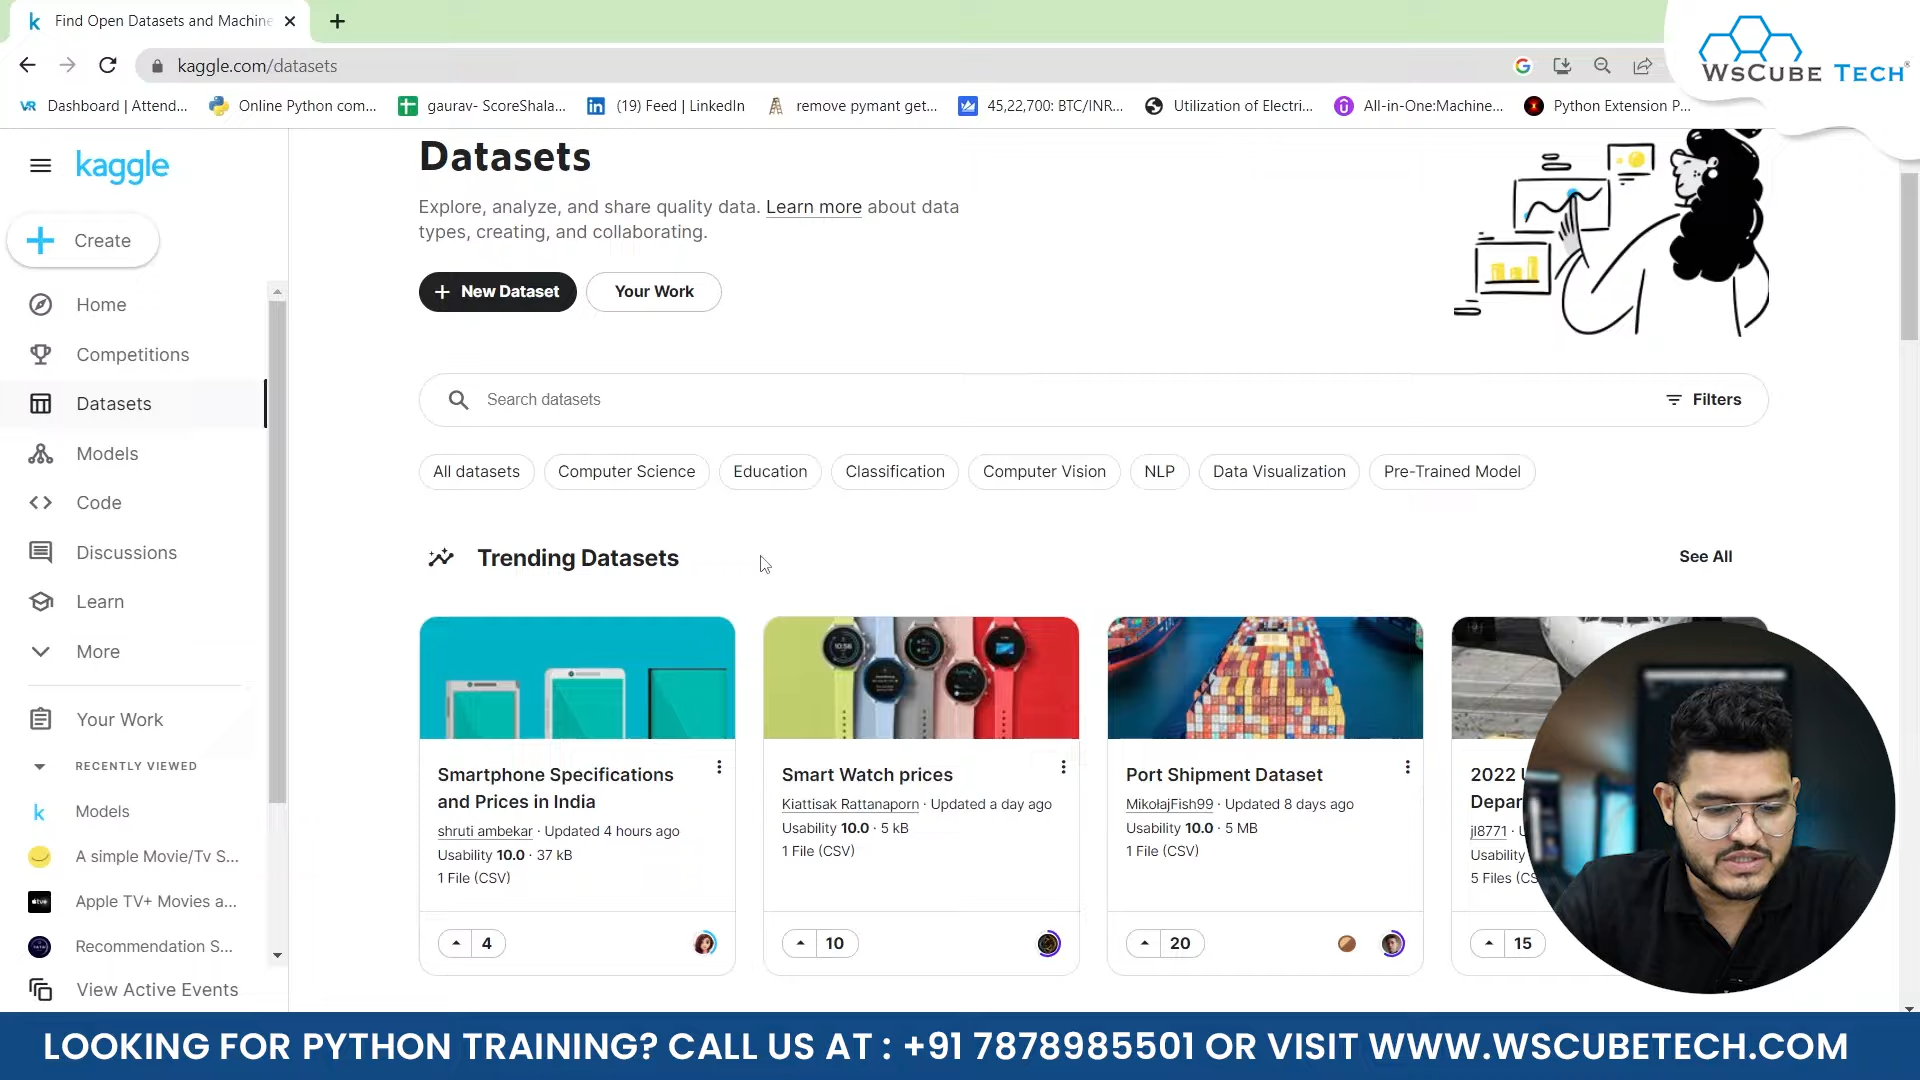 Find Open Datasets and Machine
WsCUBE TECH
kaggle.com/datasets
Dashboard | Attend...
Online Python com...
gaurav- ScoreShala...
(19) Feed | LinkedIn
remove pymant get...
45,22,700: BTC/INR...
Utilization of Electri...
All-in-One:Machine...
Python Extension P...
kaggle
Create
Home
Competitions
Datasets
Models
Code
Discussions
Learn
More
Your Work
RECENTLY VIEWED
Models
A simple Movie/Tv S...
Apple TV+ Movies a...
Recommendation S...
View Active Events
Datasets
Explore, analyze, and share quality data. Learn more about data
types, creating, and collaborating.
New Dataset
Your Work
Search datasets
Filters
All datasets
Computer Science
Education
Classification
Computer Vision
NLP
Data Visualization
Pre-Trained Model
Trending Datasets
See All
Smartphone Specifications
and Prices in India
shruti ambekar · Updated 4 hours ago
Usability 10.0 · 37 kB
1 File (CSV)
4
Smart Watch prices
Kiattisak Rattanaporn · Updated a day ago
Usability 10.0 · 5 kB
1 File (CSV)
10
Port Shipment Dataset
MikołajFish99 · Updated 8 days ago
Usability 10.0 · 5 MB
1 File (CSV)
20
2022
Depar
jl8771 ·
Usability
5 Files (CS
15
LOOKING FOR PYTHON TRAINING? CALL US AT : +91 7878985501 OR VISIT WWW.WSCUBETECH.COM